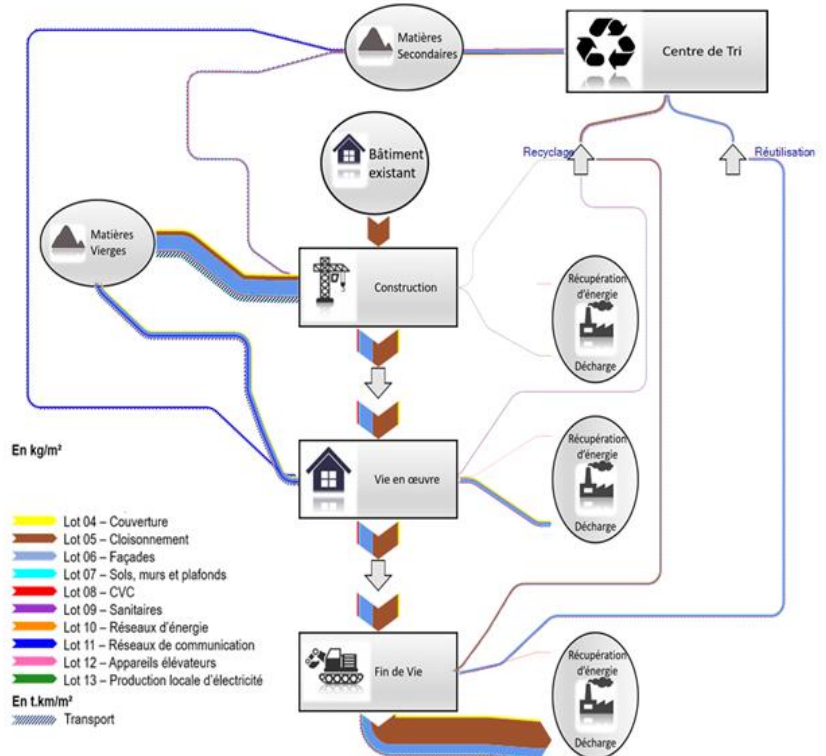 Matières
Secondaires
Centre de Tri
Bâtiment
existant
Recyclage
Réutilisation
Matières
Vierges
Construction
Récupération
d'énergie
Décharge
Vie en œuvre
Récupération
d'énergie
Décharge
Fin de Vie
Récupération
d'énergie
Décharge
En kg/m²
Lot 04 – Couverture
Lot 05 – Cloisonnement
Lot 06 – Façades
Lot 07 – Sols, murs et plafonds
Lot 08 – CVC
Lot 09 – Sanitaires
Lot 10 – Réseaux d'énergie
Lot 11 – Réseaux de communication
Lot 12 – Appareils élévateurs
Lot 13 – Production locale d'électricité
En t.km/m²
Transport